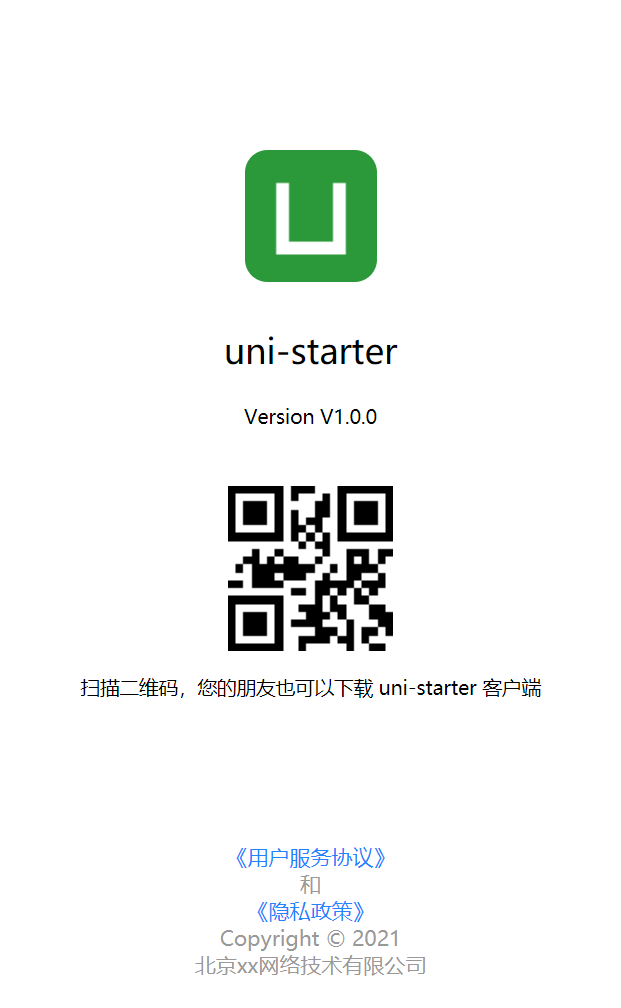 uni-starter
Version V1.0.0
扫描二维码，您的朋友也可以下载 uni-starter 客户端
《用户服务协议》
和
《隐私政策》
Copyright © 2021
北京xx网络技术有限公司